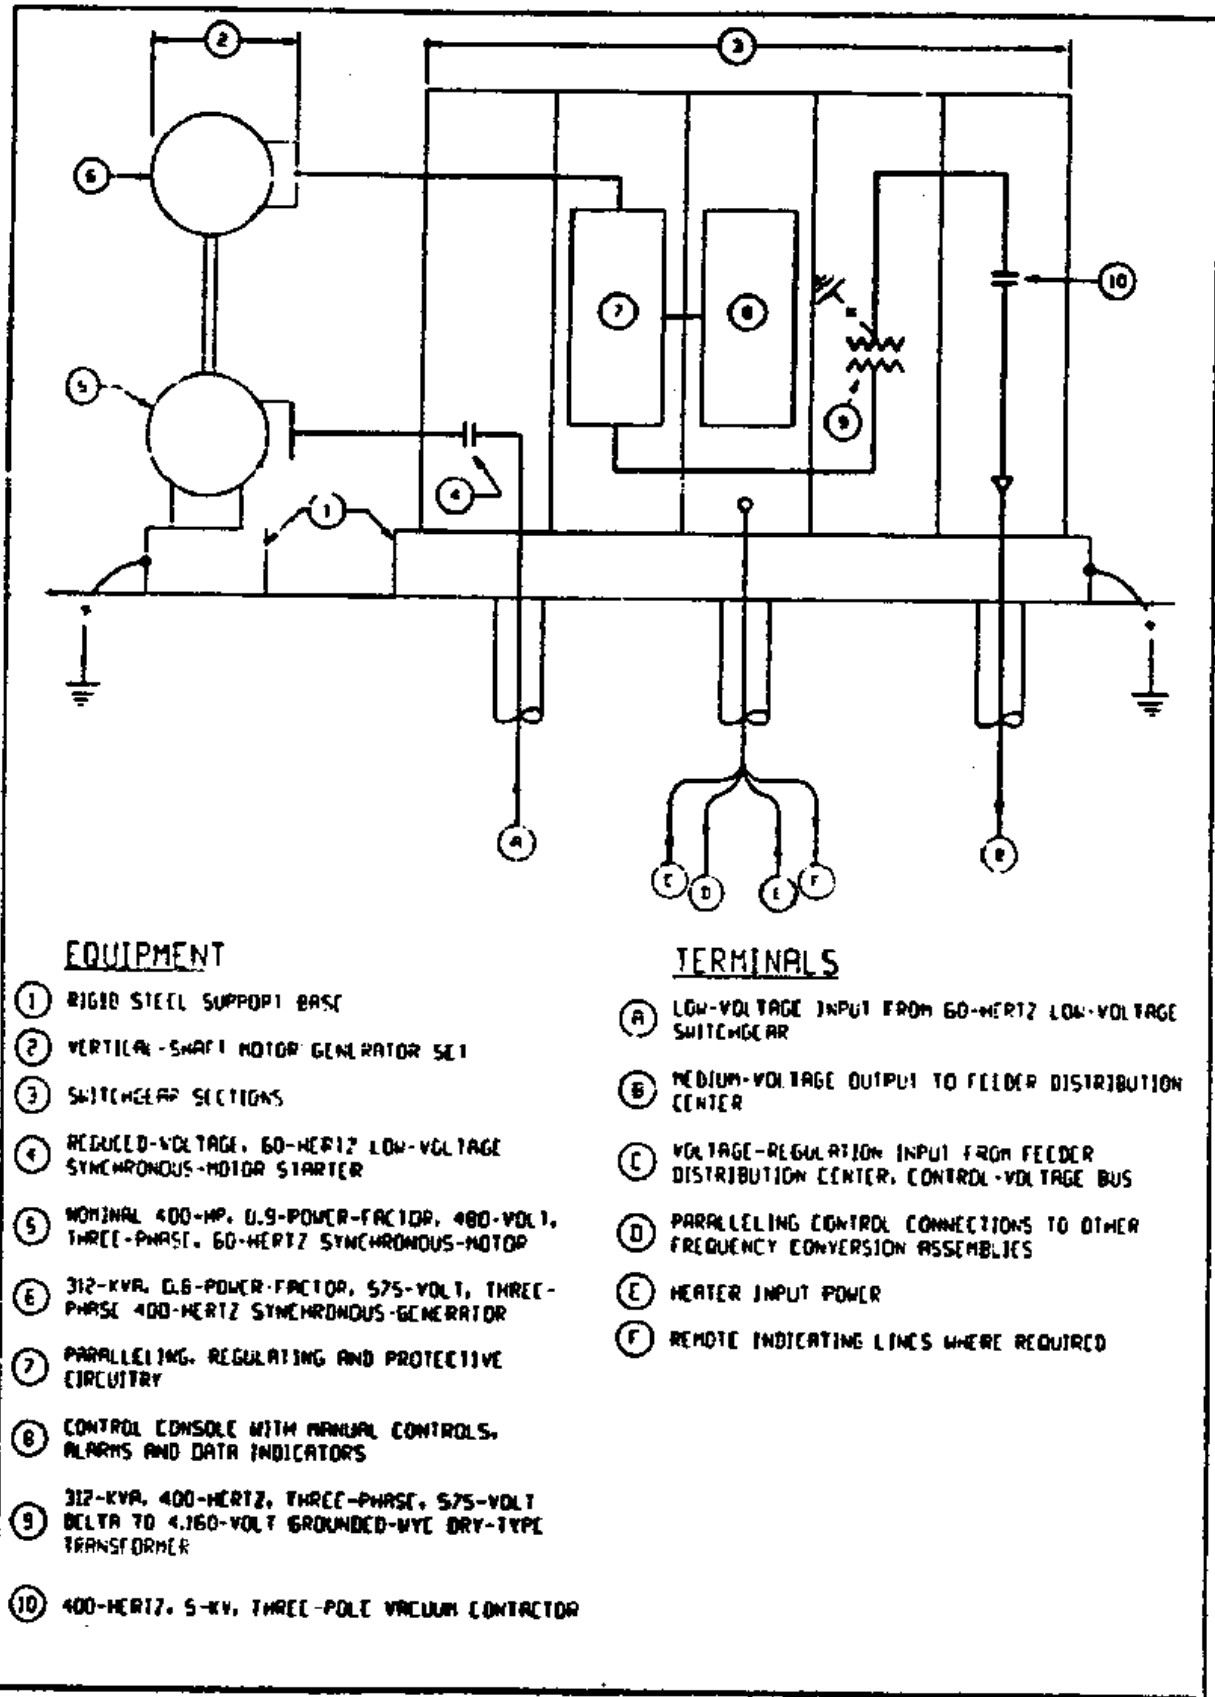 2
3
6
7
8
10
5
9
4
1
A
C
D
E
F
B
EQUIPMENT
1 RIGID STEEL SUPPORT BASE
2 VERTICAL-SHAFT MOTOR GENERATOR SET
3 SWITCHGEAR SECTIONS
4 REDUCED-VOLTAGE, 60-HERTZ LOW-VOLTAGE
SYNCHRONOUS-MOTOR STARTER
5 NOMINAL 400-HP, 0.9-POWER-FACTOR, 480-VOLT,
THREE-PHASE, 60-HERTZ SYNCHRONOUS-MOTOR
6 312-KVA, 0.8-POWER-FACTOR, 575-VOLT, THREE-
PHASE 400-HERTZ SYNCHRONOUS-GENERATOR
7 PARALLELING, REGULATING AND PROTECTIVE
CIRCUITRY
8 CONTROL CONSOLE WITH MANUAL CONTROLS,
ALARMS AND DATA INDICATORS
9 312-KVA, 400-HERTZ, THREE-PHASE, 575-VOLT
DELTA TO 4,160-VOLT GROUNDED-WYE DRY-TYPE
TRANSFORMER
10 400-HERTZ, 5-KV, THREE-POLE VACUUM CONTACTOR
TERMINALS
A LOW-VOLTAGE INPUT FROM 60-HERTZ LOW-VOLTAGE
SWITCHGEAR
B MEDIUM-VOLTAGE OUTPUT TO FEEDER DISTRIBUTION
CENTER
C VOLTAGE-REGULATION INPUT FROM FEEDER
DISTRIBUTION CENTER, CONTROL-VOLTAGE BUS
D PARALLELING CONTROL CONNECTIONS TO OTHER
FREQUENCY CONVERSION ASSEMBLIES
E HEATER INPUT POWER
F REMOTE INDICATING LINES WHERE REQUIRED